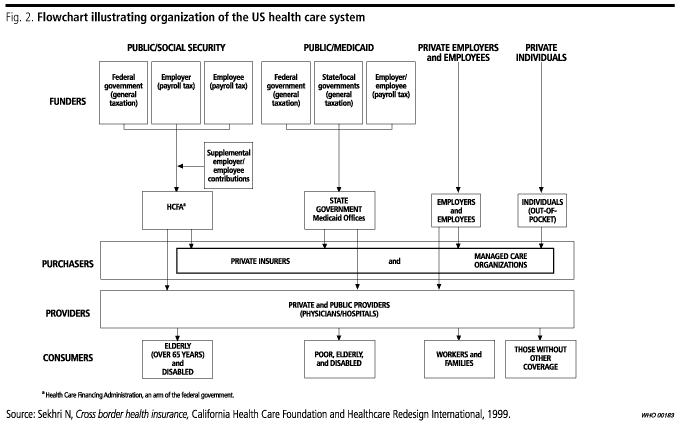 Fig. 2. Flowchart illustrating organization of the US health care system
PUBLIC/SOCIAL SECURITY
PUBLIC/MEDICAID
PRIVATE EMPLOYERS
and EMPLOYEES
PRIVATE
INDIVIDUALS
FUNDERS
Federal
government
(general
taxation)
Employer
(payroll tax)
Employee
(payroll tax)
Federal
government
(general
taxation)
State/local
governments
(general
taxation)
Employer/
employee
(payroll tax)
Supplemental
employer/
employee
contributions
HCFAª
STATE
GOVERNMENT
Medicaid Offices
EMPLOYERS
and
EMPLOYEES
INDIVIDUALS
(OUT-OF-
POCKET)
PURCHASERS
PRIVATE INSURERS
and
MANAGED CARE
ORGANIZATIONS
PROVIDERS
PRIVATE and PUBLIC PROVIDERS
(PHYSICIANS/HOSPITALS)
CONSUMERS
ELDERLY
(OVER 65 YEARS)
and
DISABLED
POOR, ELDERLY,
and DISABLED
WORKERS and
FAMILIES
THOSE WITHOUT
OTHER
COVERAGE
ª Health Care Financing Administration, an arm of the federal government.
Source: Sekhri N, Cross border health insurance, California Health Care Foundation and Healthcare Redesign International, 1999.
WHO 00183